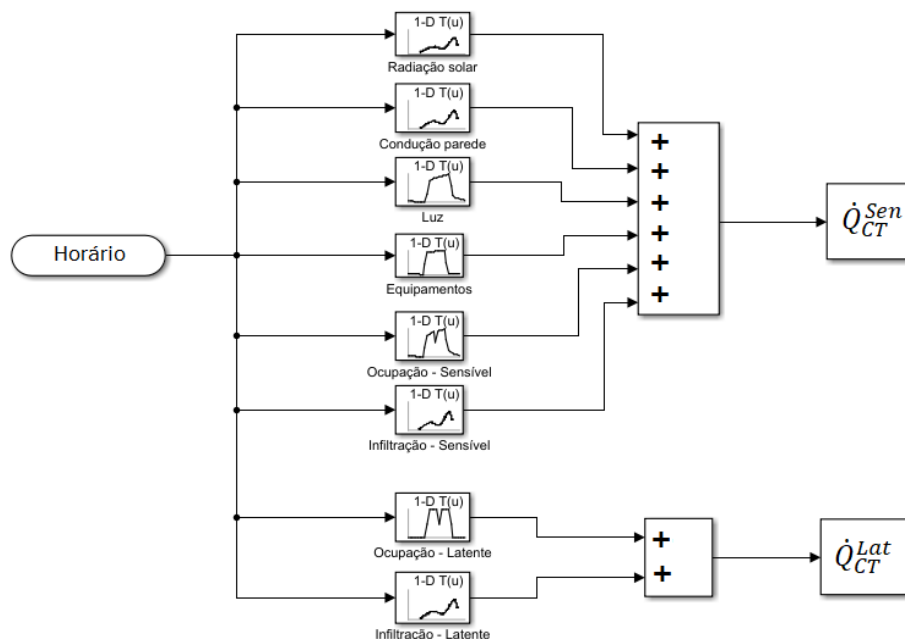 1-D T(u)
Radiação solar
1-D T(u)
Condução parede
1-D T(u)
Luz
Horário
1-D T(u)
Equipamentos
1-D T(u)
Ocupação - Sensível
1-D T(u)
Infiltração - Sensível
+
+
+
+
+
+
Q̇_CT^Sen
1-D T(u)
Ocupação - Latente
1-D T(u)
Infiltração - Latente
+
+
Q̇_CT^Lat